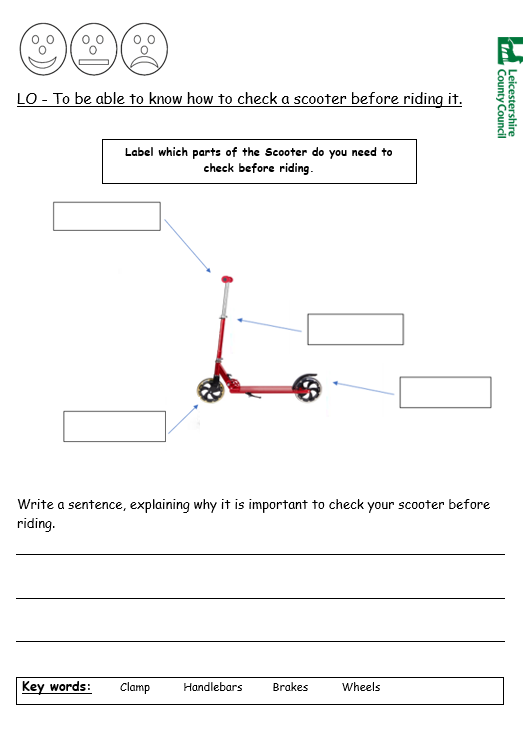 Leicestershire
County Council
LO - To be able to know how to check a scooter before riding it.
Label which parts of the Scooter do you need to
check before riding.
Write a sentence, explaining why it is important to check your scooter before
riding.
Key words: Clamp Handlebars Brakes Wheels